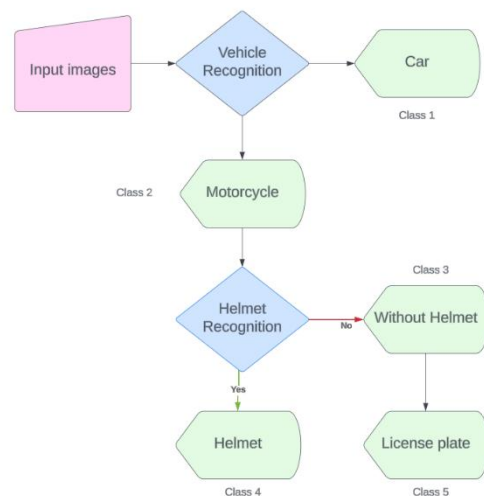 Input images
Vehicle
Recognition
Car
Class 1
Class 2
Motorcycle
Helmet
Recognition
No
Class 3
Without Helmet
Yes
Helmet
Class 4
License plate
Class 5